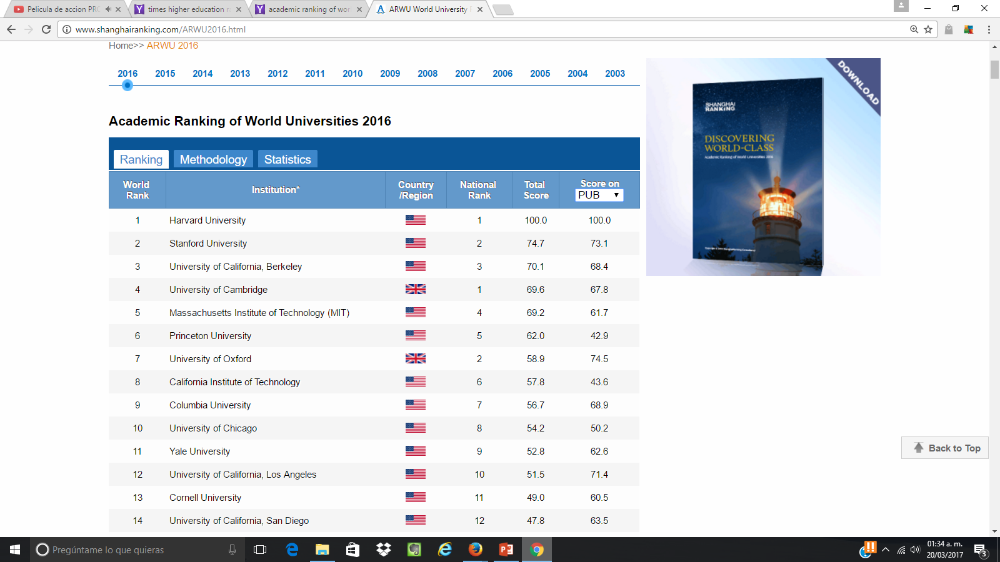 Pelicula de accion PRO
times higher education r
academic ranking of wor
ARWU World University
www.shanghairanking.com/ARWU2016.html
Home>> ARWU 2016
2016 2015 2014 2013 2012 2011 2010 2009 2008 2007 2006 2005 2004 2003
Academic Ranking of World Universities 2016
Ranking Methodology Statistics
World Rank Institution* Country /Region National Rank Total Score Score on PUB
1 Harvard University 1 100.0 100.0
2 Stanford University 2 74.7 73.1
3 University of California, Berkeley 3 70.1 68.4
4 University of Cambridge 1 69.6 67.8
5 Massachusetts Institute of Technology (MIT) 4 69.2 61.7
6 Princeton University 5 62.0 42.9
7 University of Oxford 2 58.9 74.5
8 California Institute of Technology 6 57.8 43.6
9 Columbia University 7 56.7 68.9
10 University of Chicago 8 54.2 50.2
11 Yale University 9 52.8 62.6
12 University of California, Los Angeles 10 51.5 71.4
13 Cornell University 11 49.0 60.5
14 University of California, San Diego 12 47.8 63.5
DOWNLOAD
SHANGHAI
RANKING
DISCOVERING
WORLD-CLASS
Academic Ranking of World Universities 2016
Back to Top
Pregúntame lo que quieras
01:34 a. m.
20/03/2017
3